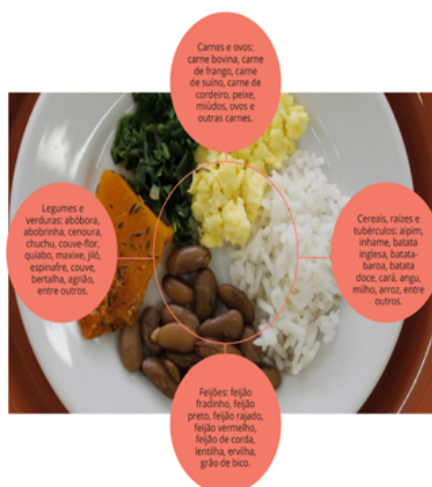 Carnes e ovos:
carne bovina, carne
de frango, carne
de suíno, carne de
cordeiro, peixe,
miúdos, ovos e
outras carnes.
Legumes e
verduras: abóbora,
abobrinha, cenoura,
chuchu, couve-flor,
quiabo, maxixe, jiló,
espinafre, couve,
bertalha, agrião,
entre outros.
Cereais, raízes e
tubérculos: aipim,
inhame, batata
inglesa, batata-
baroa, batata
doce, cará, angu,
milho, arroz, entre
outros.
Feijões: feijão
fradinho, feijão
preto, feijão rajado,
feijão vermelho,
feijão de corda,
lentilha, ervilha,
grão de bico.